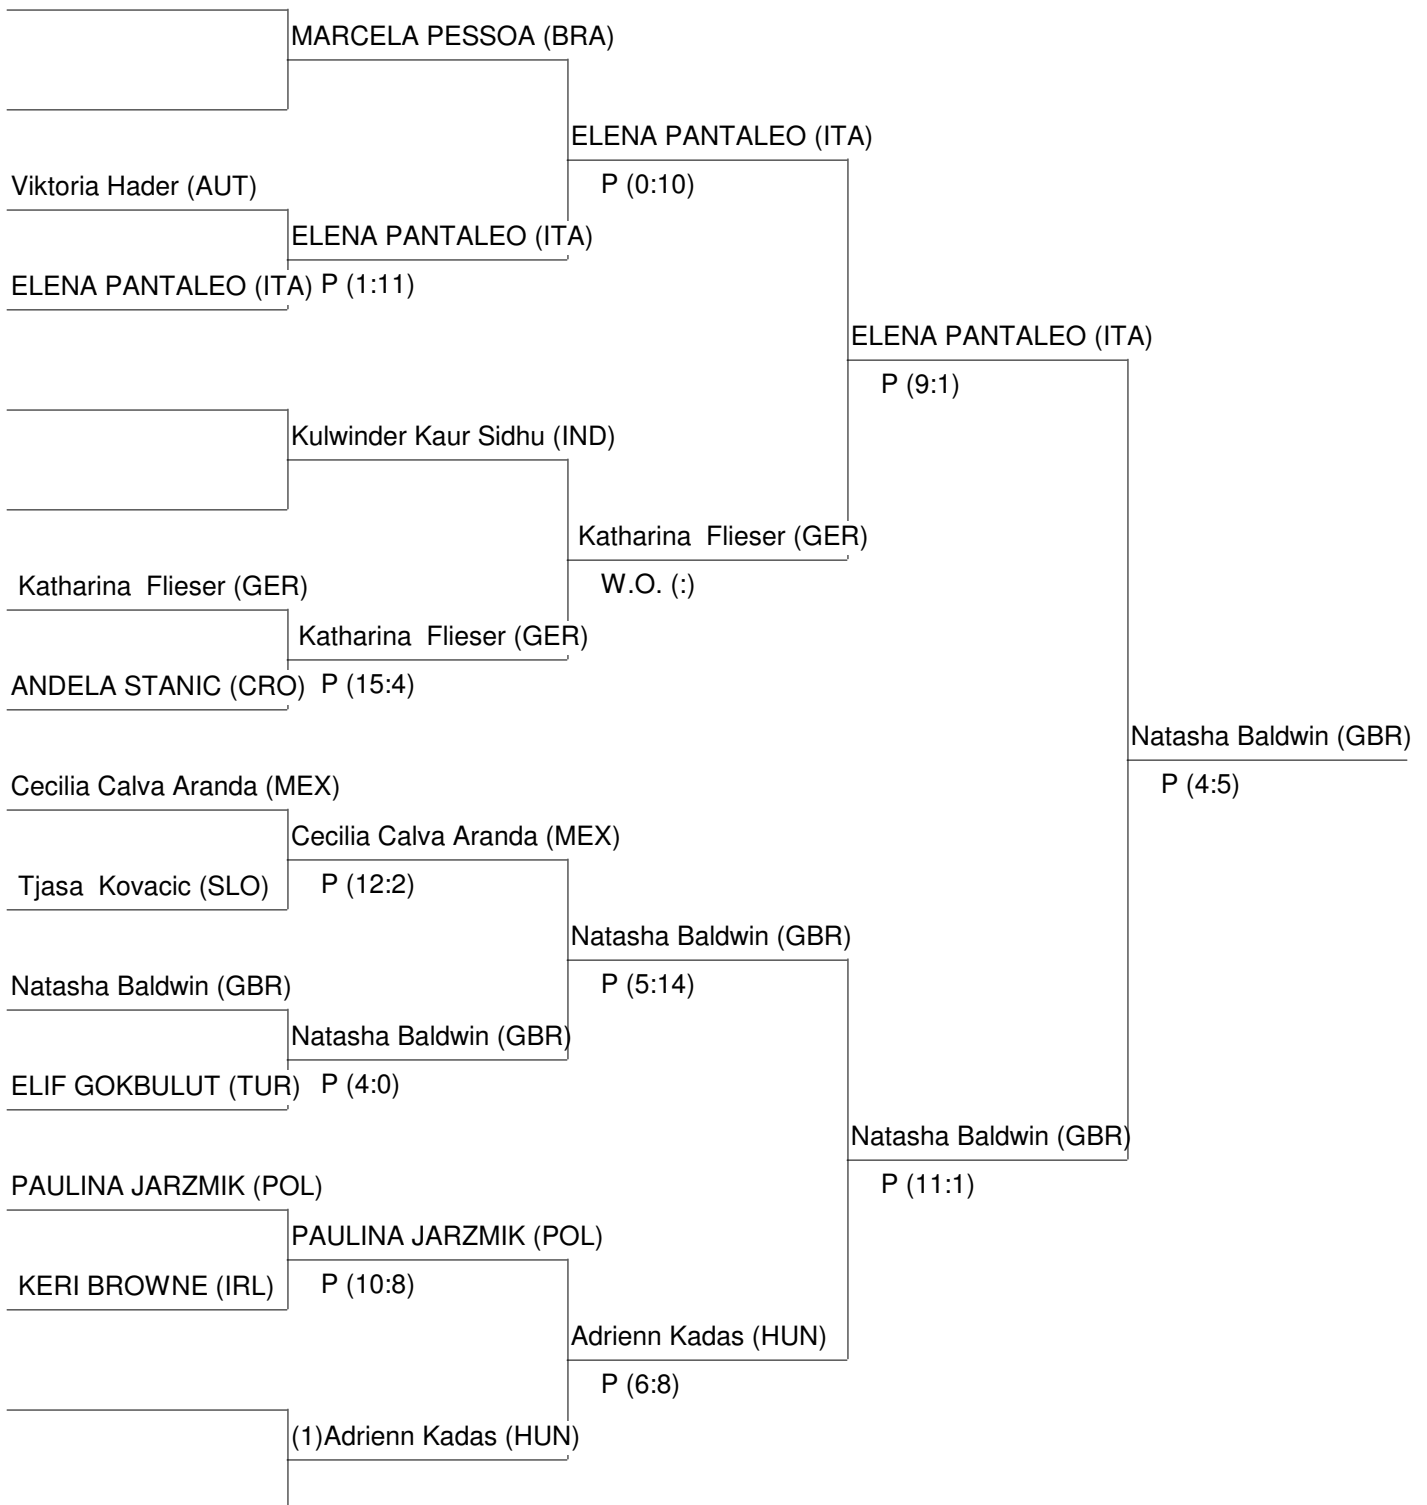 MARCELA PESSOA (BRA)
ELENA PANTALEO (ITA)
Viktoria Hader (AUT)
P (0:10)
ELENA PANTALEO (ITA)
ELENA PANTALEO (ITA) P (1:11)
ELENA PANTALEO (ITA)
P (9:1)
Kulwinder Kaur Sidhu (IND)
Katharina Flieser (GER)
Katharina Flieser (GER)
W.O. (:)
Katharina Flieser (GER)
ANDELA STANIC (CRO) P (15:4)
Natasha Baldwin (GBR)
Cecilia Calva Aranda (MEX)
P (4:5)
Cecilia Calva Aranda (MEX)
Tjasa Kovacic (SLO) P (12:2)
Natasha Baldwin (GBR)
Natasha Baldwin (GBR)
P (5:14)
Natasha Baldwin (GBR)
ELIF GOKBULUT (TUR) P (4:0)
Natasha Baldwin (GBR)
PAULINA JARZMIK (POL)
P (11:1)
PAULINA JARZMIK (POL)
KERI BROWNE (IRL) P (10:8)
Adrienn Kadas (HUN)
P (6:8)
(1)Adrienn Kadas (HUN)